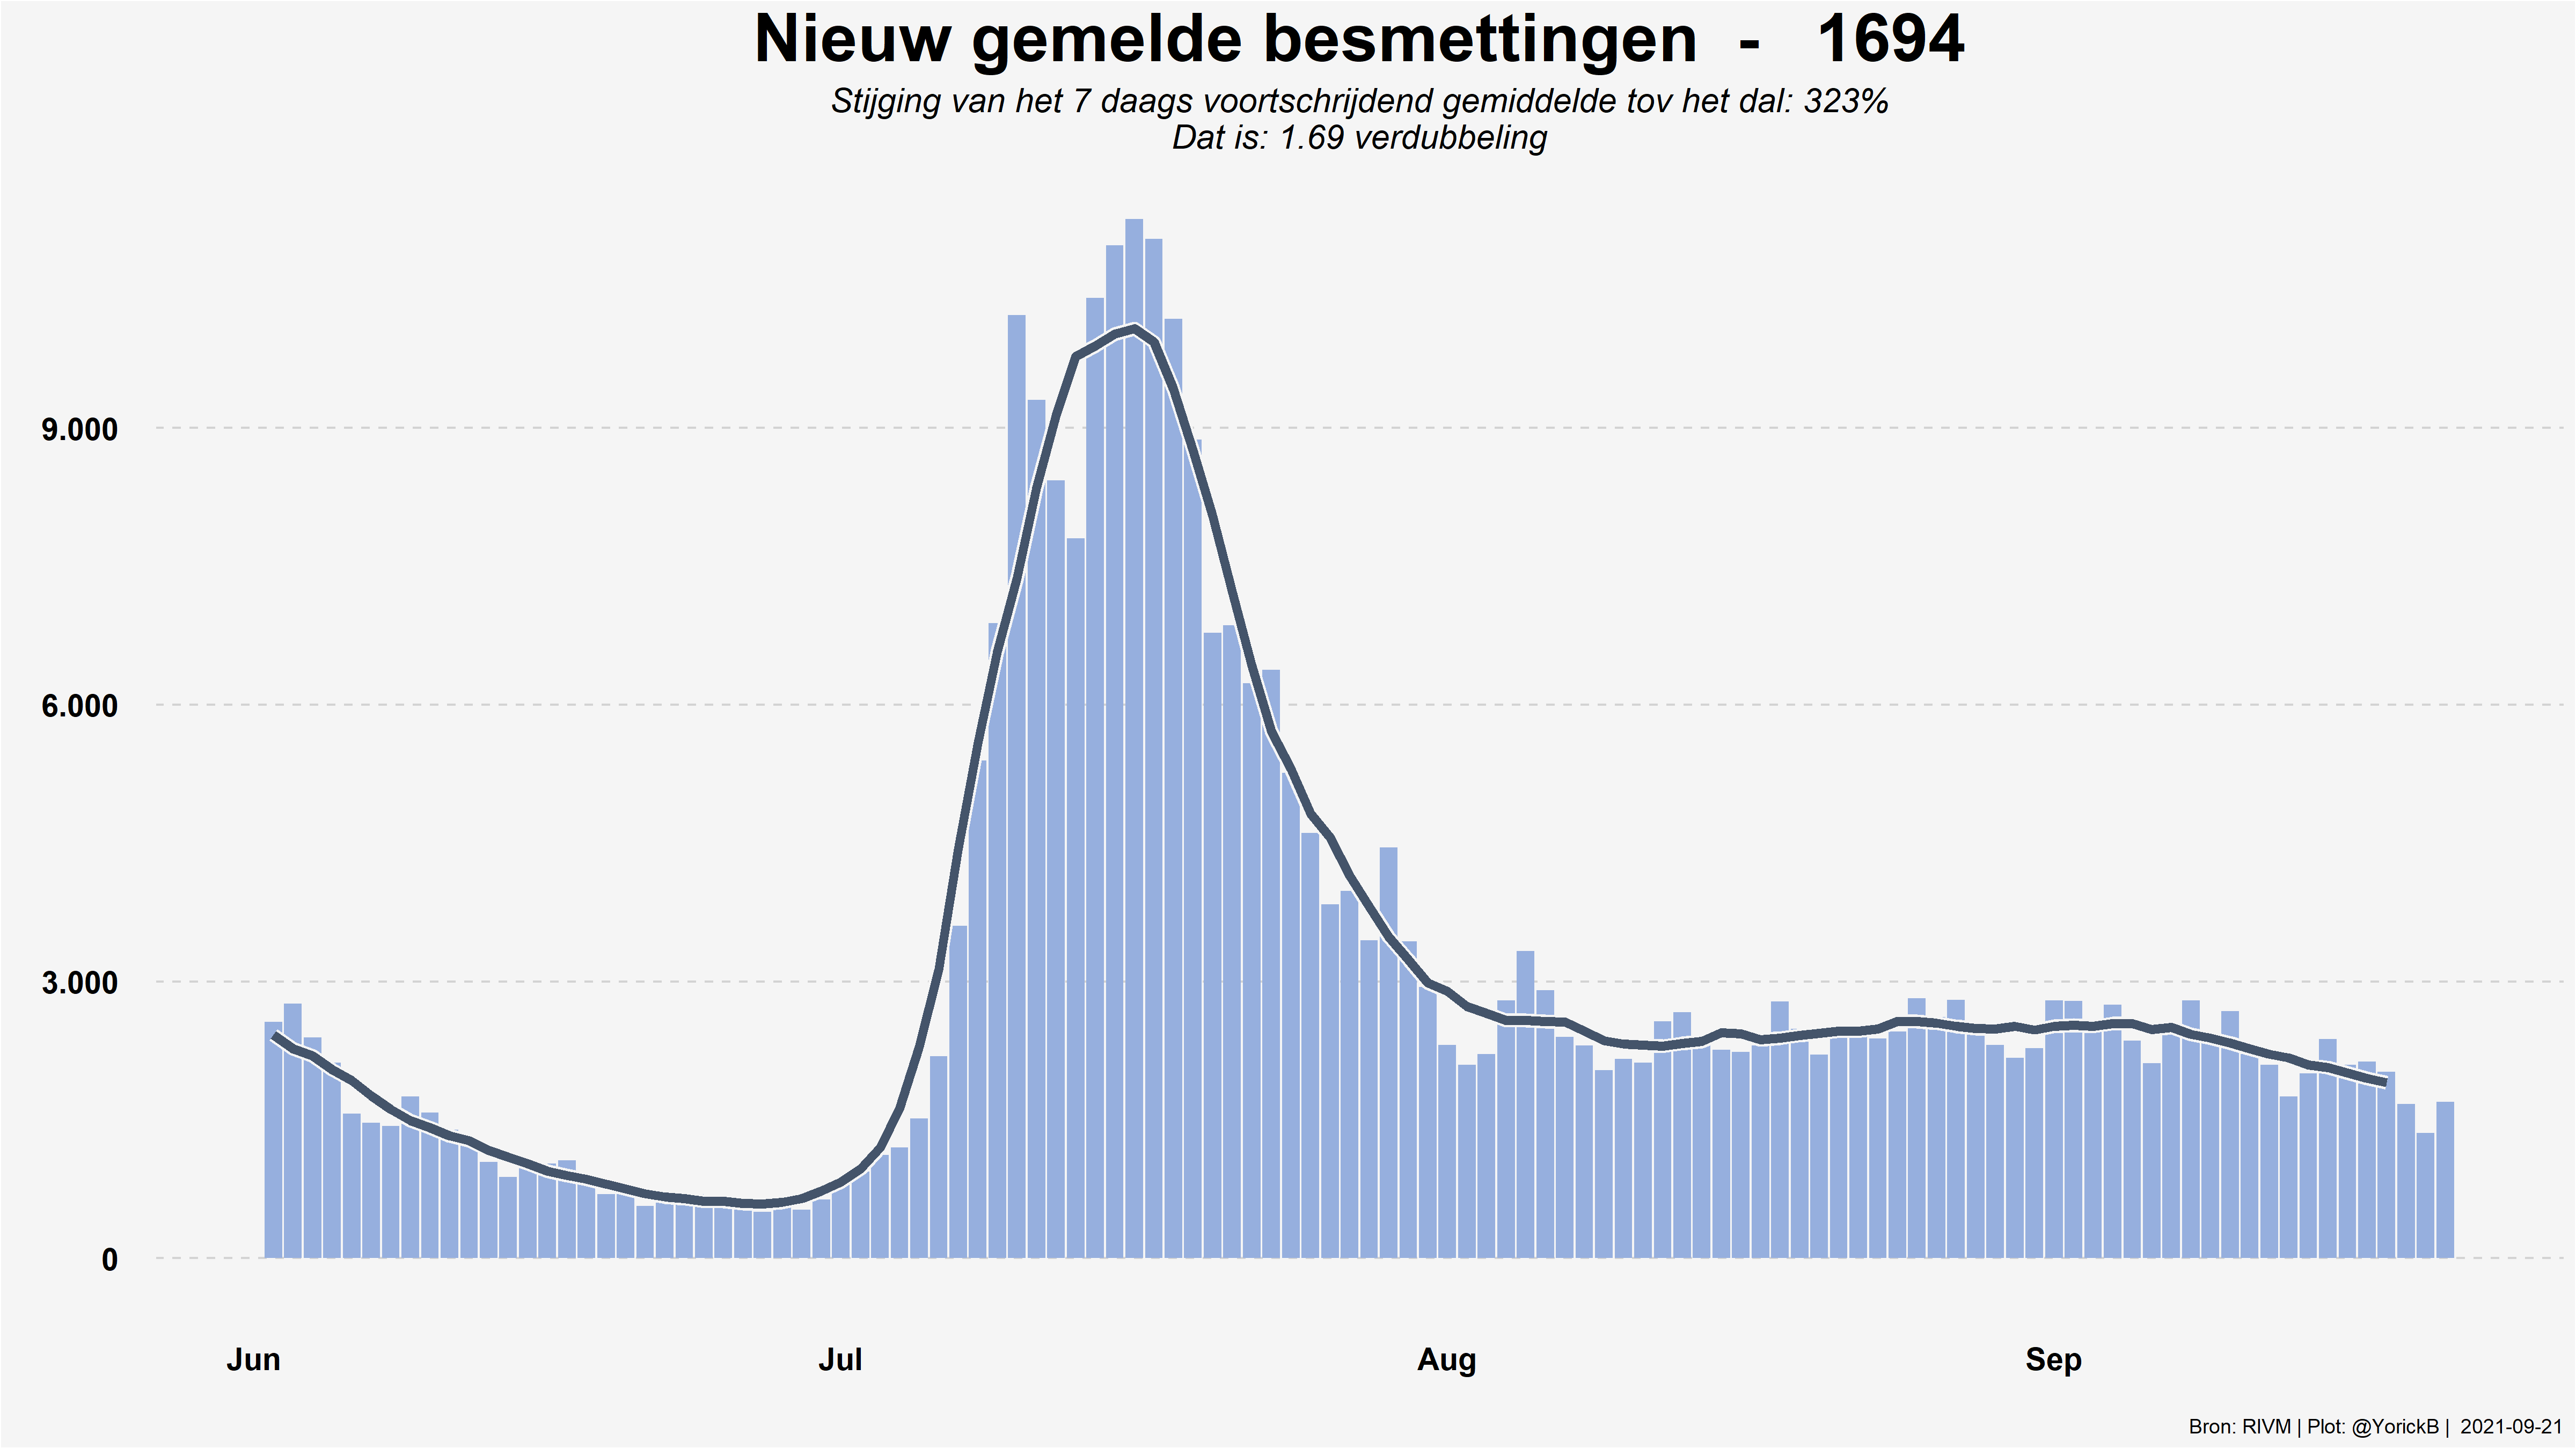 Nieuw gemelde besmettingen - 1694
Stijging van het 7 daags voortschrijdend gemiddelde tov het dal: 323%
Dat is: 1.69 verdubbeling
9.000
6.000
3.000
0
Jun Jul Aug Sep
Bron: RIVM | Plot: @YorickB | 2021-09-21